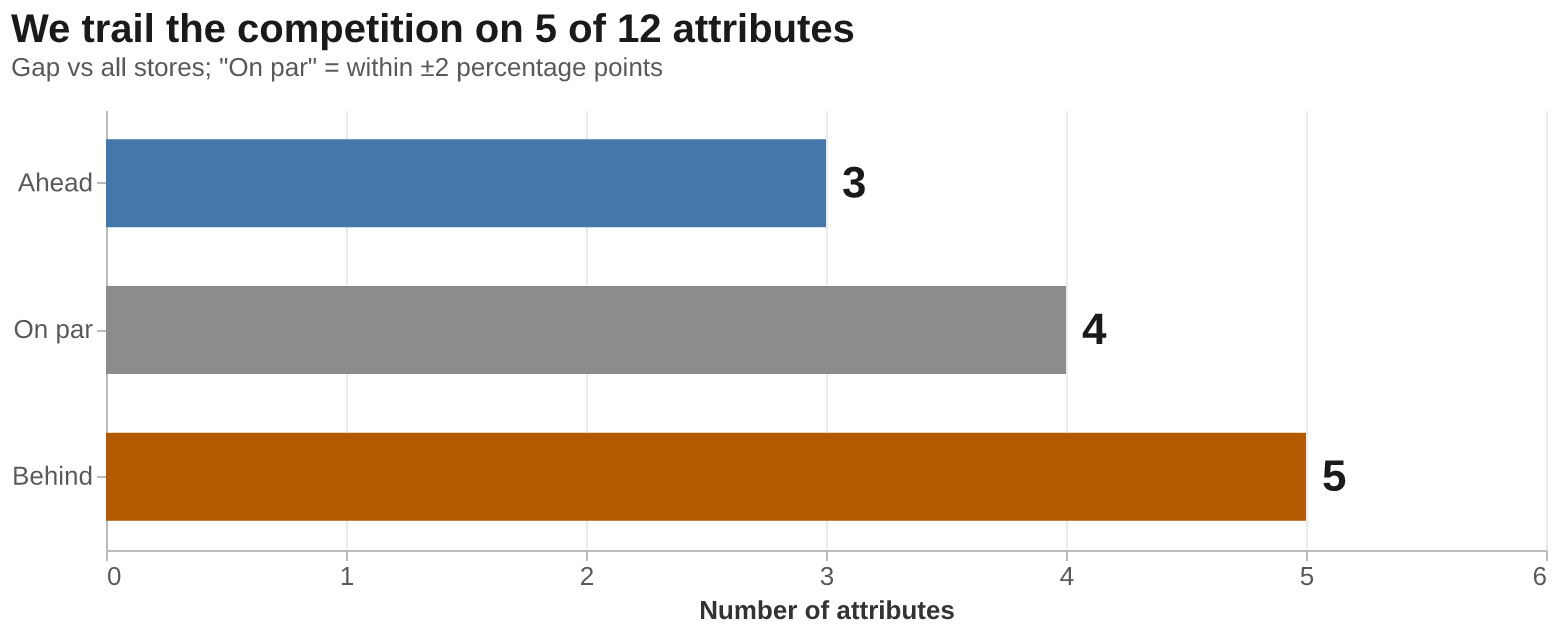 We trail the competition on 5 of 12 attributes
Gap vs all stores; "On par" = within ±2 percentage points
Ahead
3
On par
4
Behind
5
0 1 2 3 4 5 6
Number of attributes